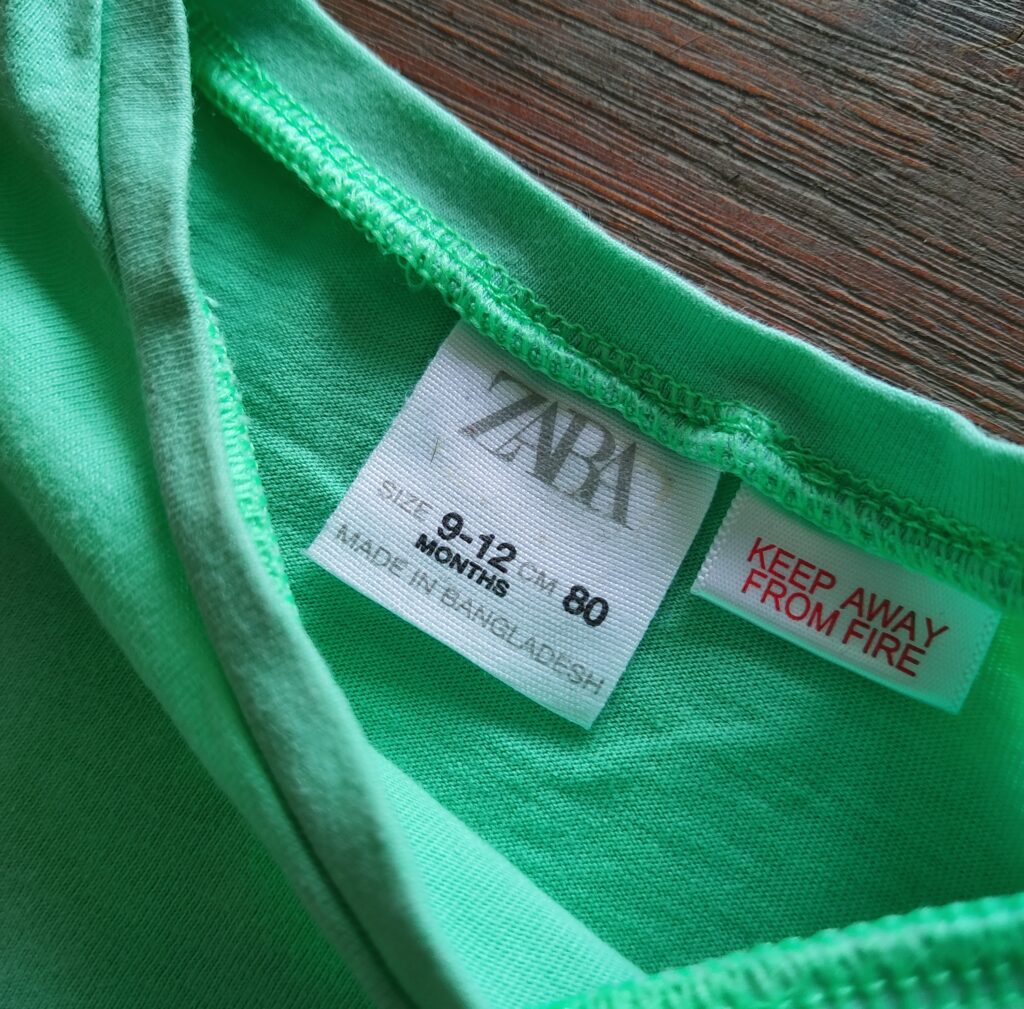 ZARA
SIZE 9-12 CM 80
MONTHS
MADE IN BANGLADESH
KEEP AWAY
FROM FIRE